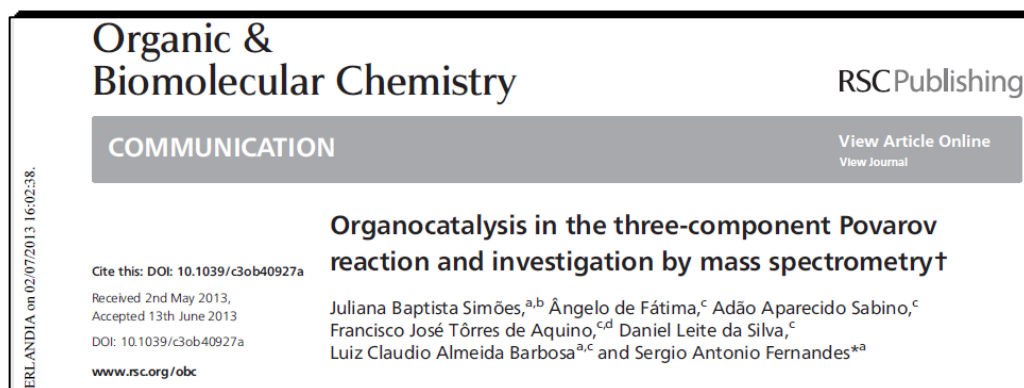 Organic &
Biomolecular Chemistry
RSCPublishing
COMMUNICATION
View Article Online
View Journal
Organocatalysis in the three-component Povarov
reaction and investigation by mass spectrometry†
Cite this: DOI: 10.1039/c3ob40927a
Received 2nd May 2013,
Accepted 13th June 2013
DOI: 10.1039/c3ob40927a
www.rsc.org/obc
Juliana Baptista Simões,a,b Ângelo de Fátima,c Adão Aparecido Sabino,c
Francisco José Tôrres de Aquino,c,d Daniel Leite da Silva,c
Luiz Claudio Almeida Barbosaa,c and Sergio Antonio Fernandes*a
ERLANDIA on 02/07/2013 16:02:38.